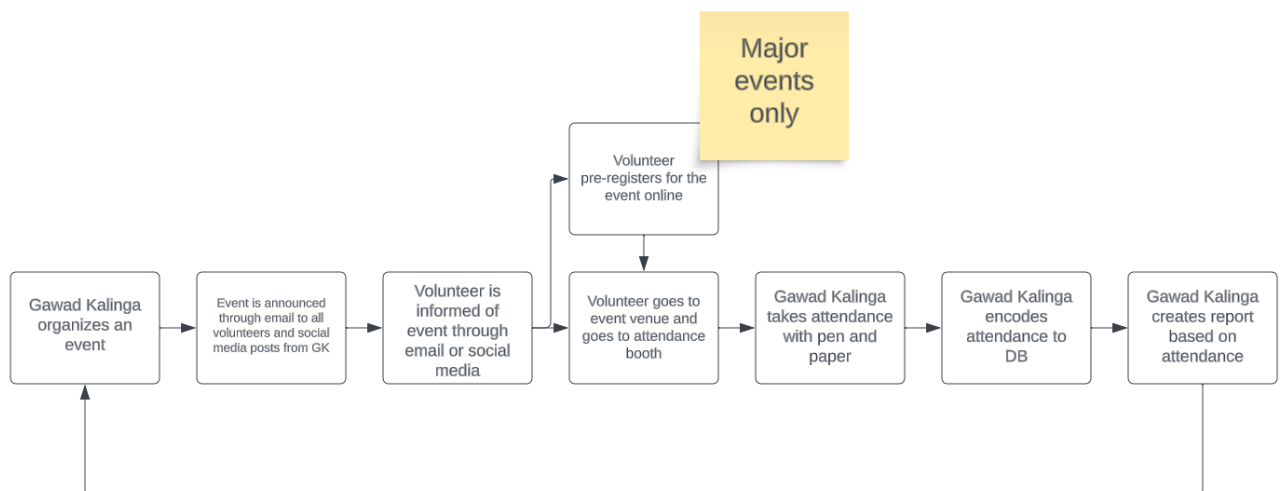 Major
events
only
Volunteer
pre-registers for the
event online
Gawad Kalinga
organizes an
event
Event is announced
through email to all
volunteers and social
media posts from GK
Volunteer is
informed of
event through
email or social
media
Volunteer goes to
event venue and
goes to attendance
booth
Gawad Kalinga
takes attendance
with pen and
paper
Gawad Kalinga
encodes
attendance to
DB
Gawad Kalinga
creates report
based on
attendance